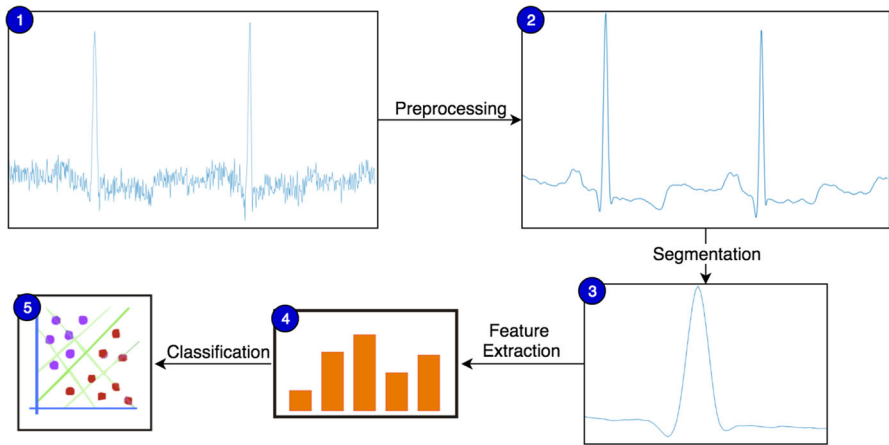 1
Preprocessing
2
Segmentation
3
Feature
Extraction
4
Classification
5